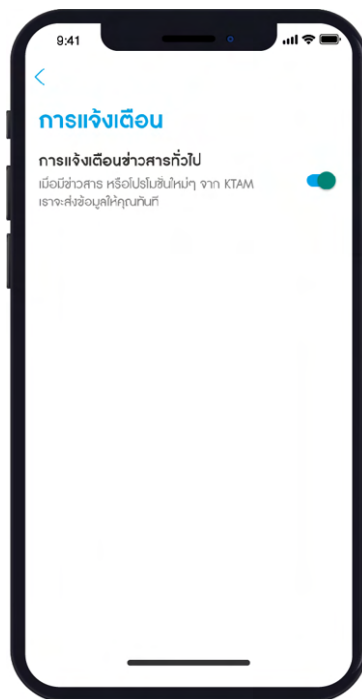 9:41
การแจ้งเตือน
การแจ้งเตือนข่าวสารทั่วไป
เมื่อมีข่าวสาร หรือโปรโมชั่นใหม่ๆ จาก KTAM
เราจะส่งข้อมูลให้คุณทันที